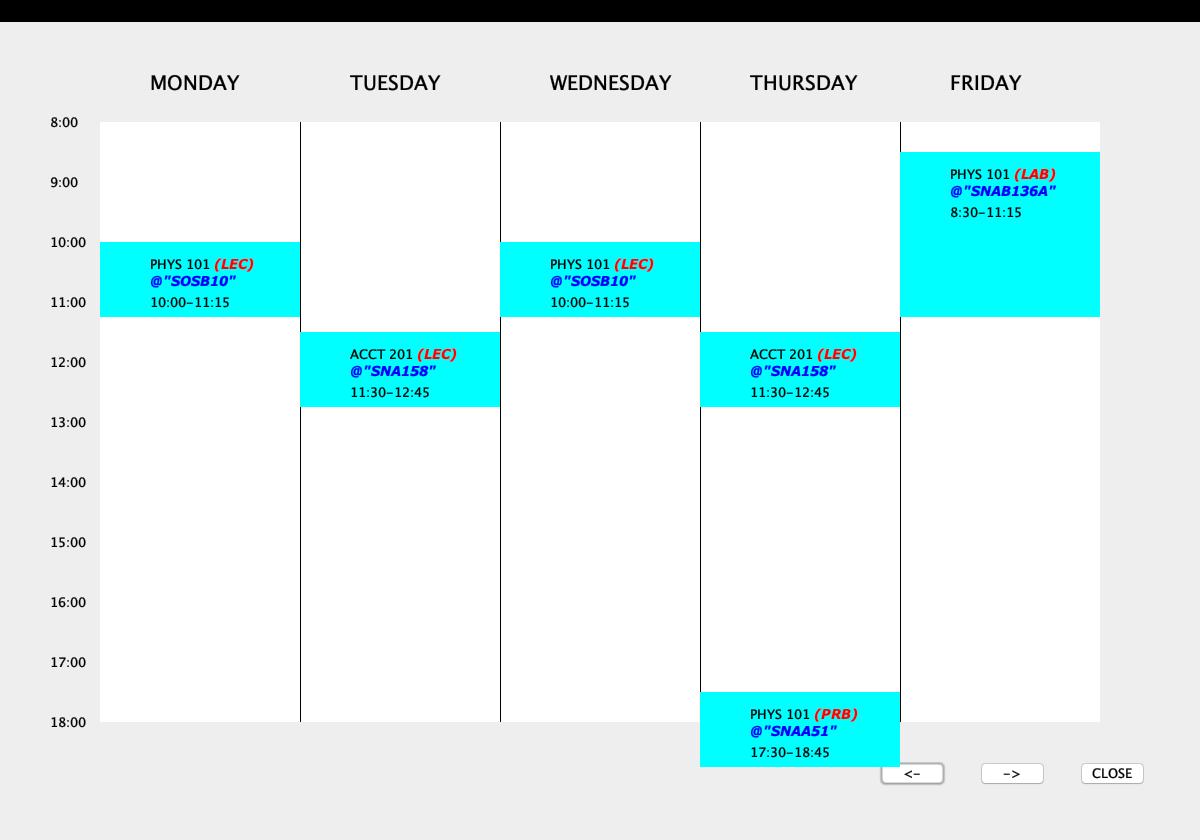 MONDAY TUESDAY WEDNESDAY THURSDAY FRIDAY
8:00
PHYS 101 (LAB)
9:00
@"SNAB136A"
8:30–11:15
10:00
PHYS 101 (LEC) PHYS 101 (LEC)
@"SOSB10" @"SOSB10"
11:00 10:00–11:15 10:00–11:15
ACCT 201 (LEC) ACCT 201 (LEC)
12:00
@"SNA158" @"SNA158"
11:30–12:45 11:30–12:45
13:00
14:00
15:00
16:00
17:00
PHYS 101 (PRB)
18:00
@"SNAA51"
17:30–18:45
<- -> CLOSE